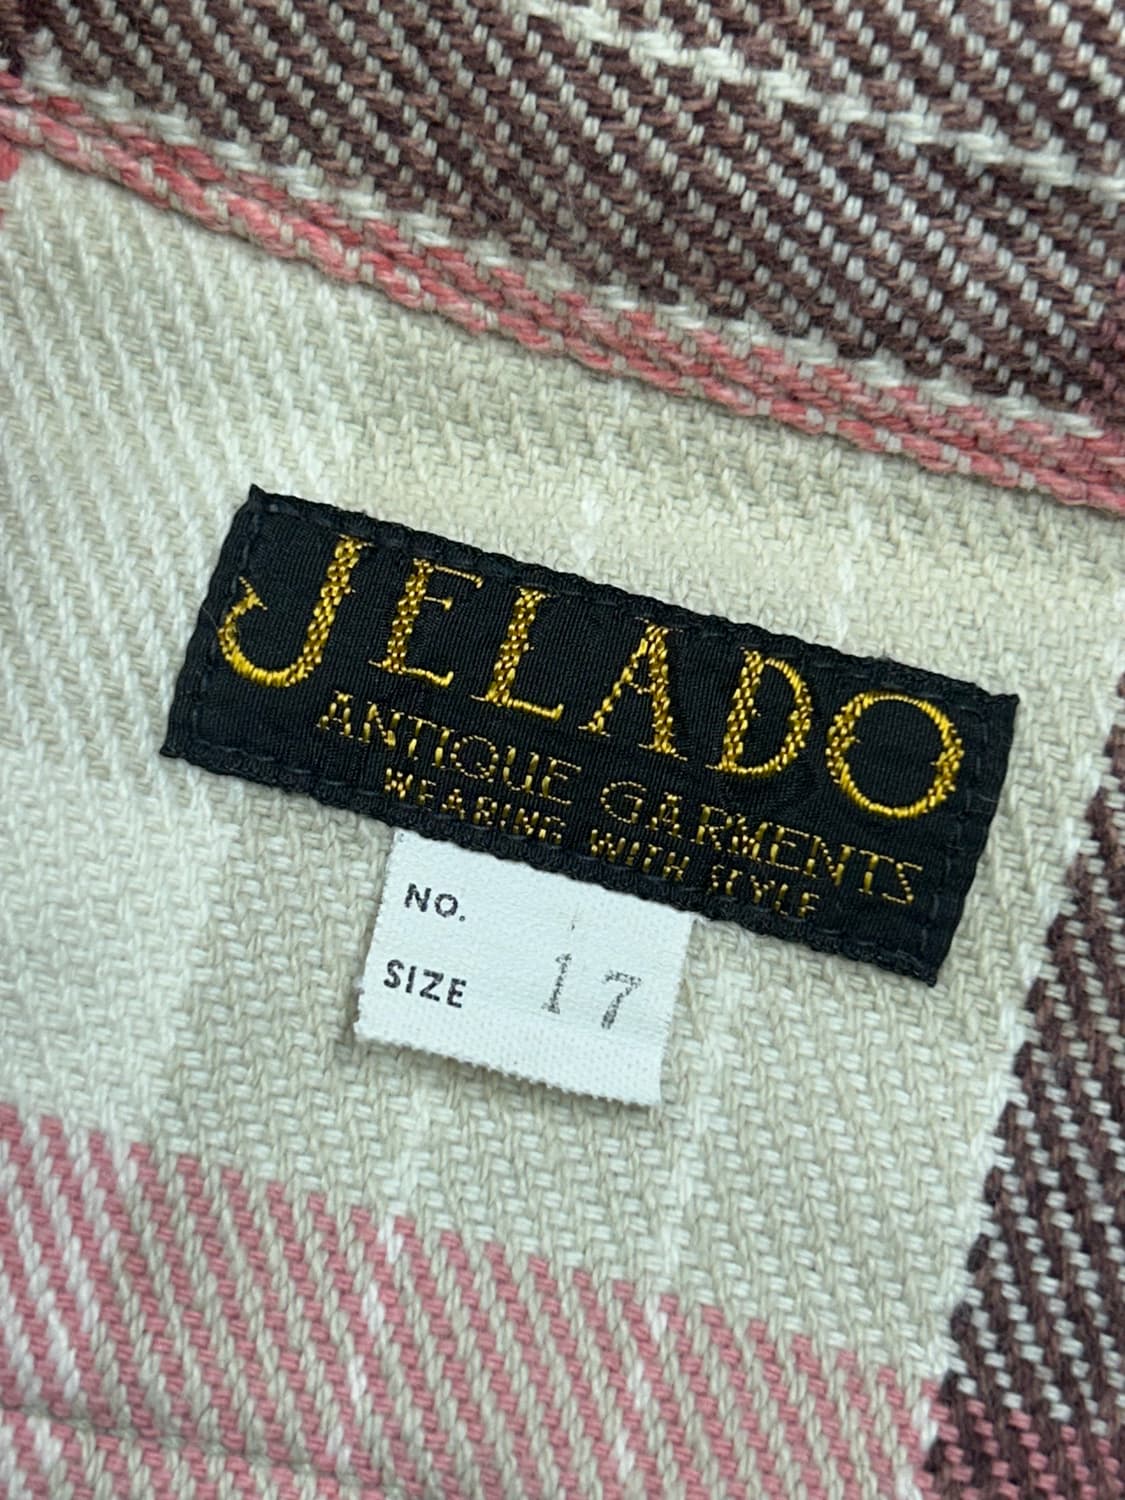 JELADO
ANTIQUE GARMENTS
WEARING WITH STYLE
NO.
SIZE 17